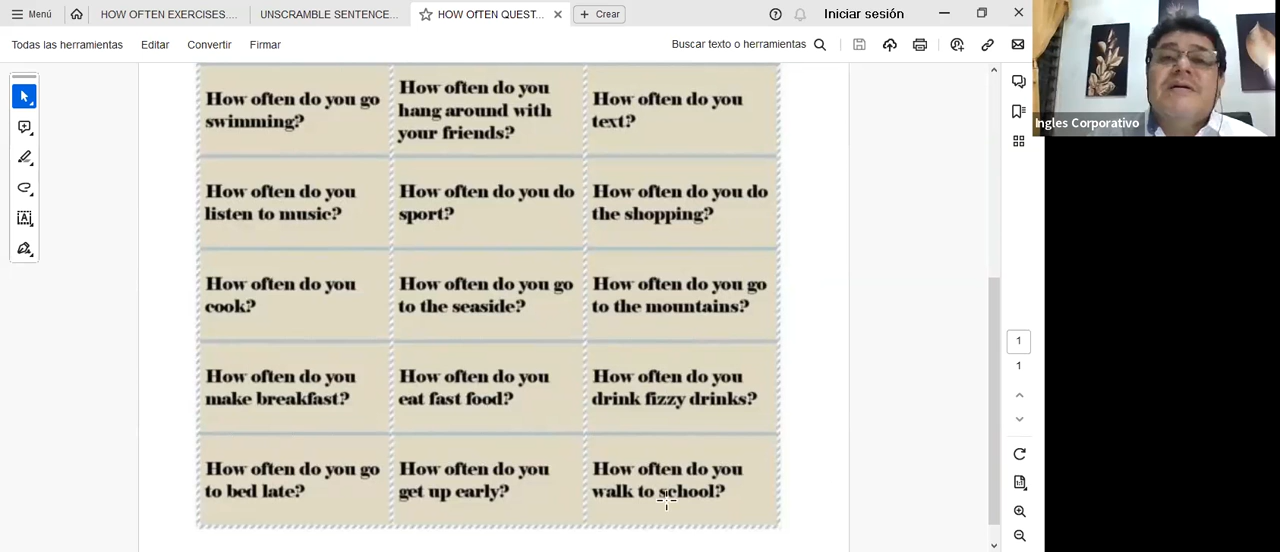 Menú
HOW OFTEN EXERCISES....
UNSCRAMBLE SENTENCE...
HOW OfTEN QUEST...
Crear
Iniciar sesión
Todas las herramientas
Editar
Convertir
Firmar
Buscar texto o herramientas
Ingles Corporativo
How often do you go
swimming?
How often do you
hang around with
your friends?
How often do you
text?
How often do you
listen to music?
How often do you do
sport?
How often do you do
the shopping?
How often do you
cook?
How often do you go
to the seaside?
How often do you go
to the mountains?
How often do you
make breakfast?
How often do you
eat fast food?
How often do you
drink fizzy drinks?
How often do you go
to bed late?
How often do you
get up early?
How often do you
walk to school?
1
1